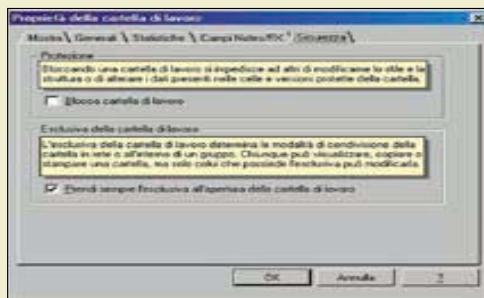 Proprietà della cartella di lavoro
Mostra \ Generali \ Statistiche \ Campi Notes/FX \ Sicurezza \
Protezione
Bloccando una cartella di lavoro si impedisce ad altri di modificarne lo stile e la
struttura o di alterare i dati presenti nelle celle e versioni protette della cartella.
Blocca cartella di lavoro
Esclusiva della cartella di lavoro
L'esclusiva della cartella di lavoro determina le modalità di condivisione della
cartella in rete o all'interno di un gruppo. Chiunque può visualizzare, copiare o
stampare una cartella, ma solo colui che possiede l'esclusiva può modificarla.
Prendi sempre l'esclusiva all'apertura della cartella di lavoro
OK Annulla ?